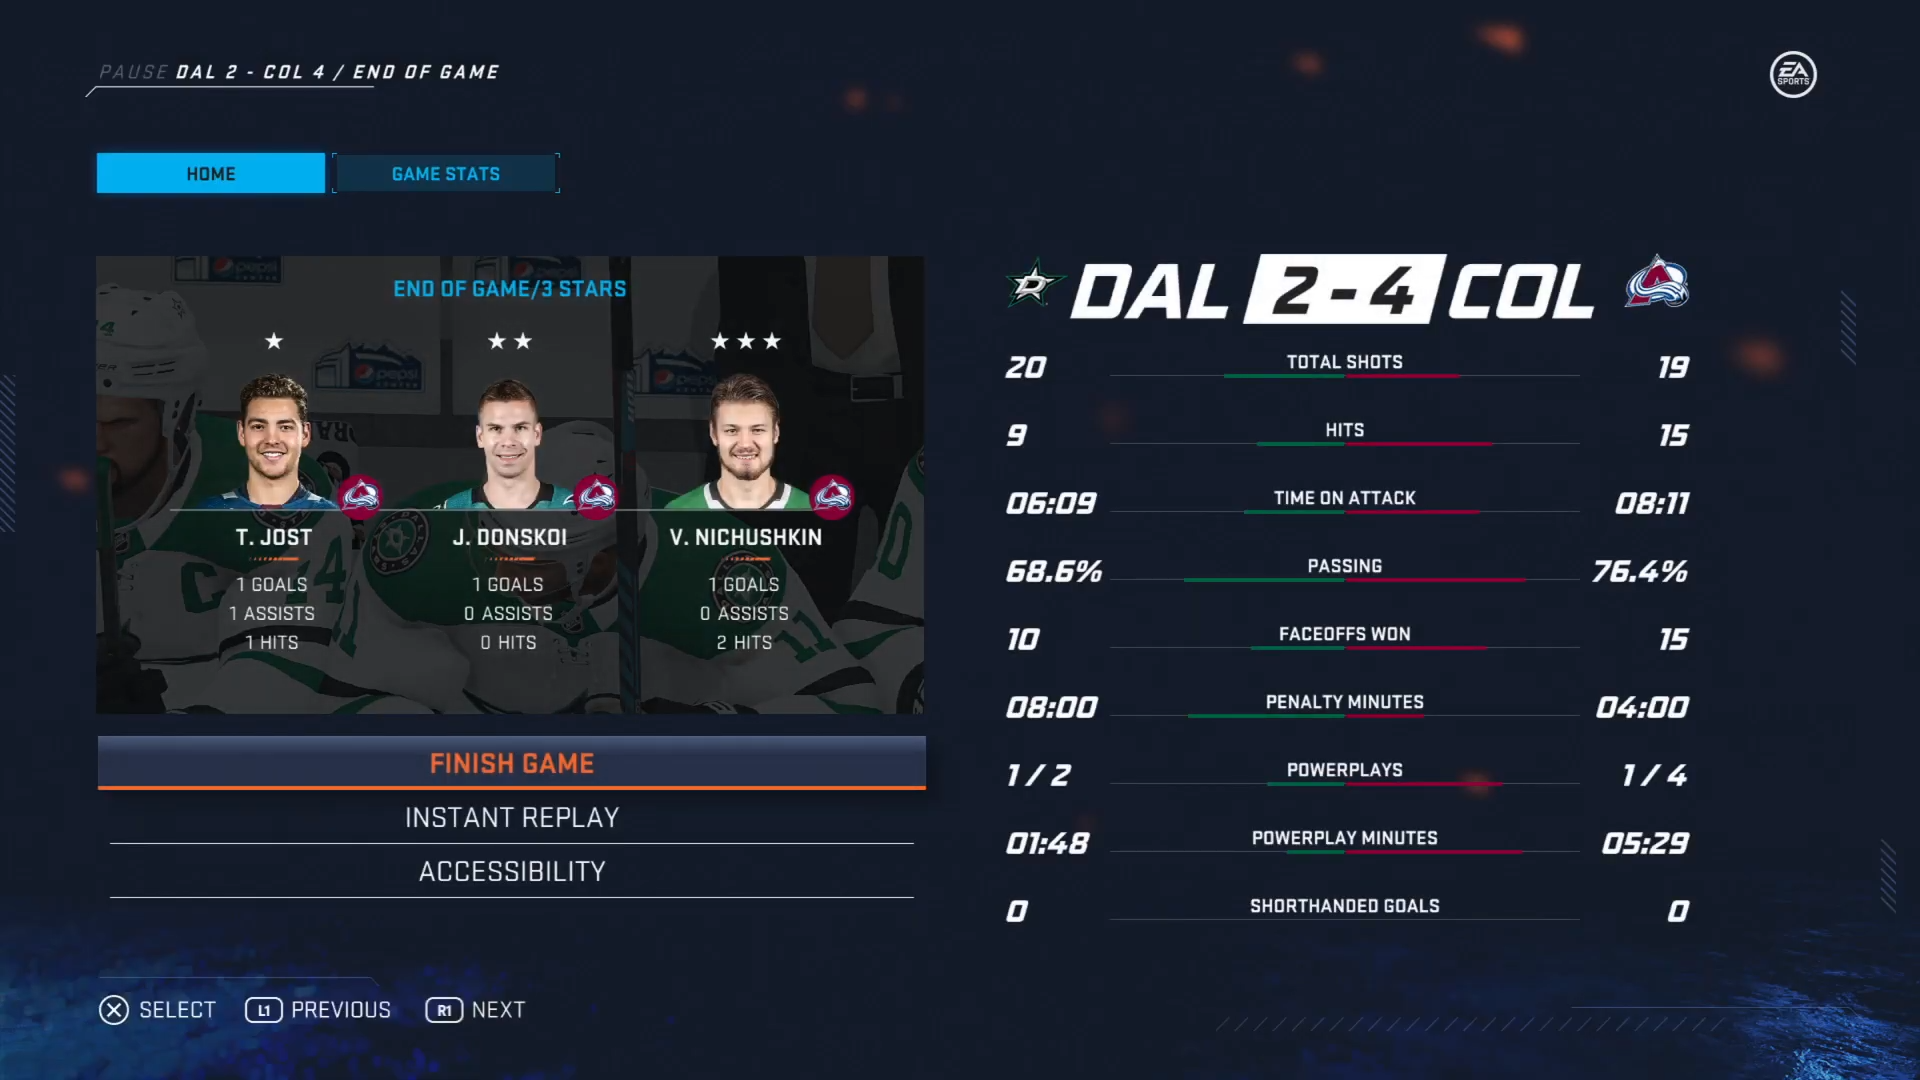 PAUSE DAL 2 - COL 4 / END OF GAME
EA SPORTS
HOME
GAME STATS
END OF GAME/3 STARS
T. JOST
1 GOALS
1 ASSISTS
1 HITS
J. DONSKOI
1 GOALS
0 ASSISTS
0 HITS
V. NICHUSHKIN
1 GOALS
0 ASSISTS
2 HITS
FINISH GAME
INSTANT REPLAY
ACCESSIBILITY
DAL 2 - 4 COL
20 TOTAL SHOTS 19
9 HITS 15
06:09 TIME ON ATTACK 08:11
68.6% PASSING 76.4%
10 FACEOFFS WON 15
08:00 PENALTY MINUTES 04:00
1 / 2 POWERPLAYS 1 / 4
01:48 POWERPLAY MINUTES 05:29
0 SHORTHANDED GOALS 0
SELECT L1 PREVIOUS R1 NEXT
pepsi
pepsi
pepsi
pepsi